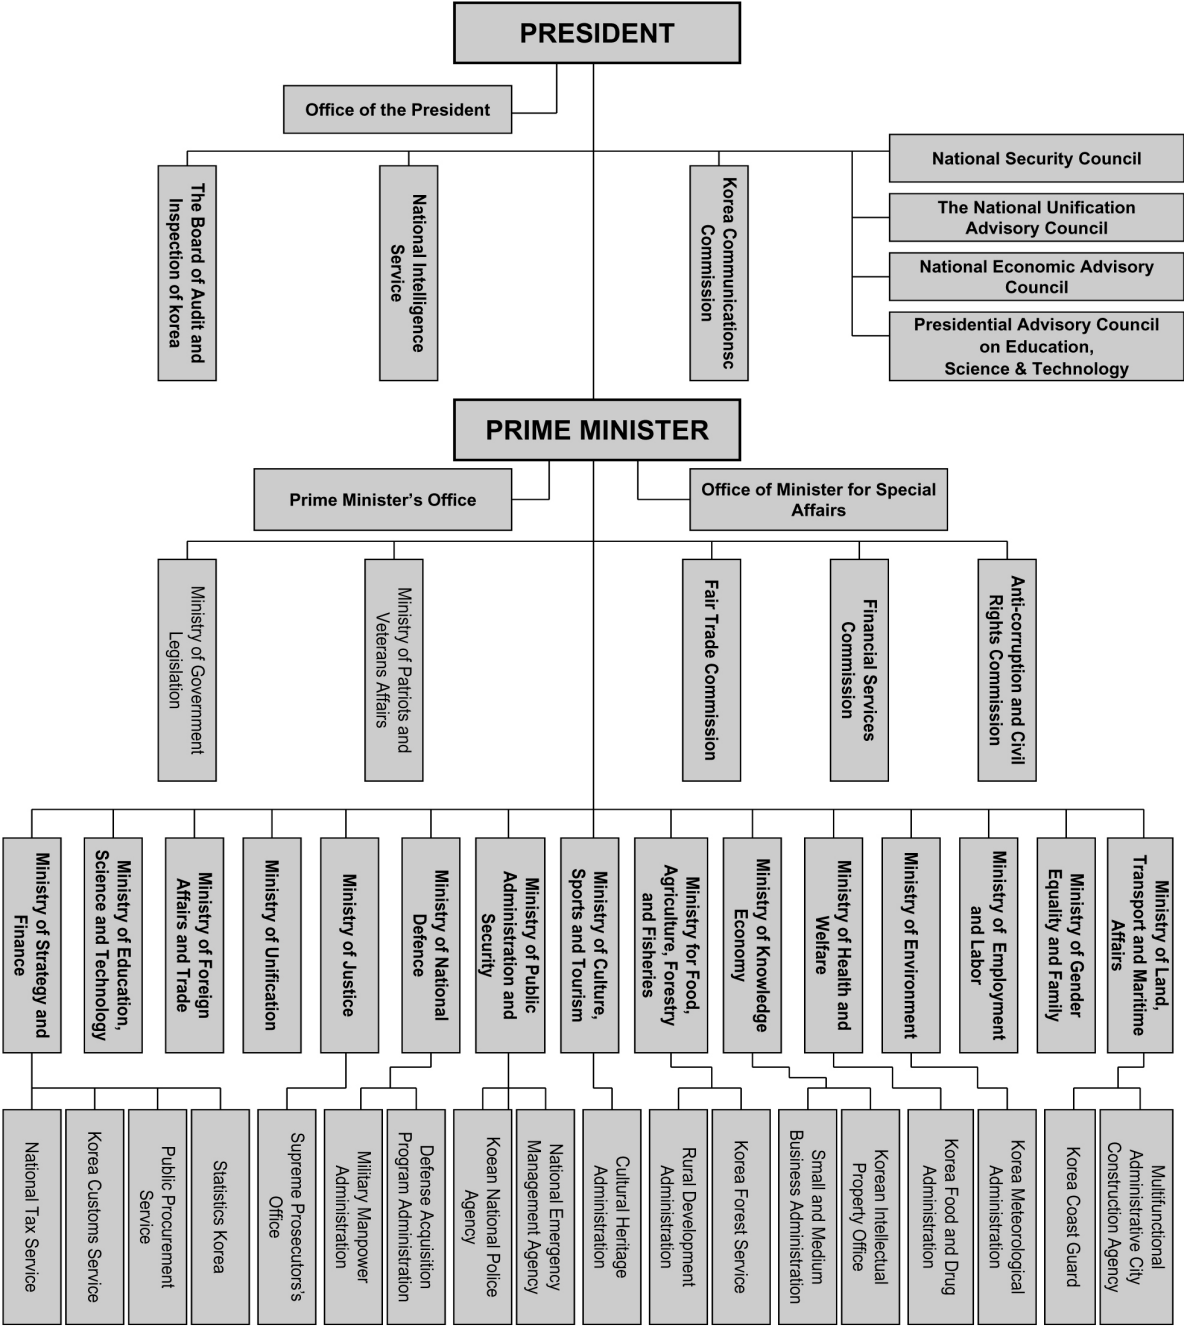 PRESIDENT
Office of the President
National Security Council
The National Unification
Advisory Council
National Economic Advisory
Council
Presidential Advisory Council
on Education,
Science & Technology
The Board of Audit and
Inspection of korea
National Intelligence
Service
Korea Communicationsc
Commission
PRIME MINISTER
Prime Minister's Office
Office of Minister for Special
Affairs
Ministry of Government
Legislation
Ministry of Patriots and
Veterans Affairs
Fair Trade Commission
Financial Services
Commission
Anti-corruption and Civil
Rights Commission
Ministry of Strategy and
Finance
Ministry of Education,
Science and Technology
Ministry of Foreign
Affairs and Trade
Ministry of Unification
Ministry of Justice
Ministry of National
Defence
Ministry of Public
Administration and
Security
Ministry of Culture,
Sports and Tourism
Ministry for Food,
Agriculture, Forestry
and Fisheries
Ministry of Knowledge
Economy
Ministry of Health and
Welfare
Ministry of Environment
Ministry of Employment
and Labor
Ministry of Gender
Equality and Family
Ministry of Land,
Transport and Maritime
Affairs
National Tax Service
Korea Customs Service
Public Procurement
Service
Statistics Korea
Supreme Prosecutors's
Office
Military Manpower
Administration
Defense Acquisition
Program Administration
Koean National Police
Agency
National Emergency
Management Agency
Cultural Heritage
Administration
Rural Development
Administration
Korea Forest Service
Small and Medium
Business Administration
Korean Intellectual
Property Office
Korea Food and Drug
Administration
Korea Meteorological
Administration
Korea Coast Guard
Multifunctional
Administrative City
Construction Agency